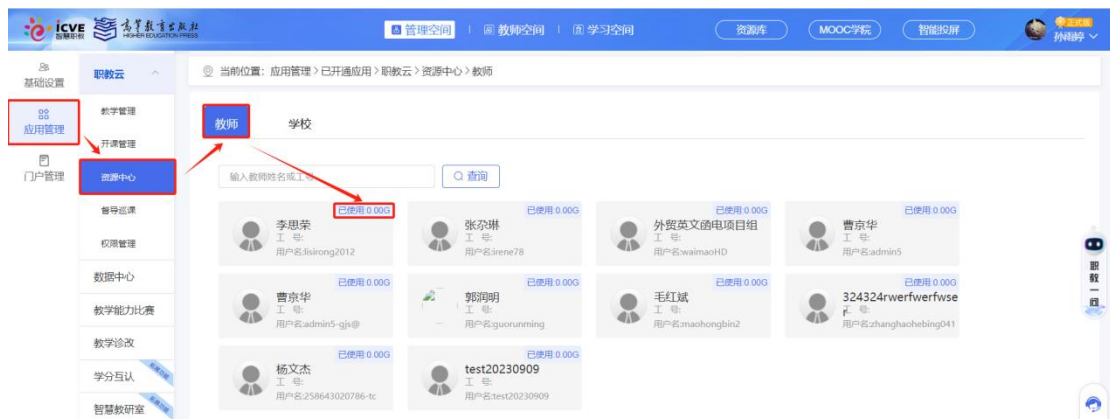 icve 智慧职教 高等教育出版社 HIGHER EDUCATION PRESS 管理空间 教师空间 学习空间 资源库 MOOC学院 智能投屏 正式版
孙雨婷
基础设置
应用管理
门户管理
职教云
教学管理
开课管理
资源中心
督导巡课
权限管理
数据中心
教学能力比赛
教学诊改
学分互认
智慧教研室
当前位置：应用管理 > 已开通应用 > 职教云 > 资源中心 > 教师
教师 学校
输入教师姓名或工号 查询
已使用:0.00G 已使用:0.00G 已使用:0.00G 已使用:0.00G
李思荣 张尕琳 外贸英文函电项目组 曹京华
工 号: 工 号: 工 号: 工 号:
用户名:lisirong2012 用户名:irene78 用户名:waimaoHD 用户名:admin5
已使用:0.00G 已使用:0.00G 已使用:0.00G 已使用:0.00G
曹京华 郭润明 毛红斌 324324rwerfwerfwse
r
工 号: 工 号: 工 号: 工 号:
用户名:admin5-gjs@ 用户名:guorunming 用户名:maohongbin2 用户名:zhanghaohebing041
已使用:0.00G 已使用:0.00G
杨文杰 test20230909
工 号: 工 号:
用户名:258643020786-tc 用户名:test20230909
职教一问